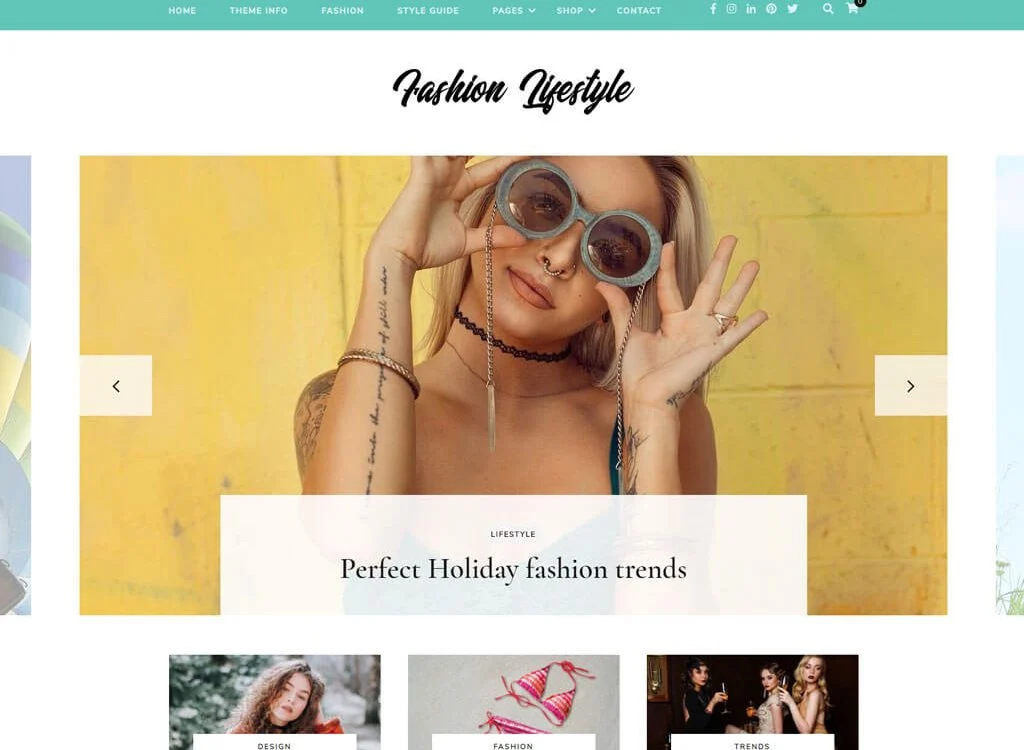 HOME THEME INFO FASHION STYLE GUIDE PAGES SHOP CONTACT 0
Fashion Lifestyle
LIFESTYLE
Perfect Holiday fashion trends
DESIGN FASHION TRENDS